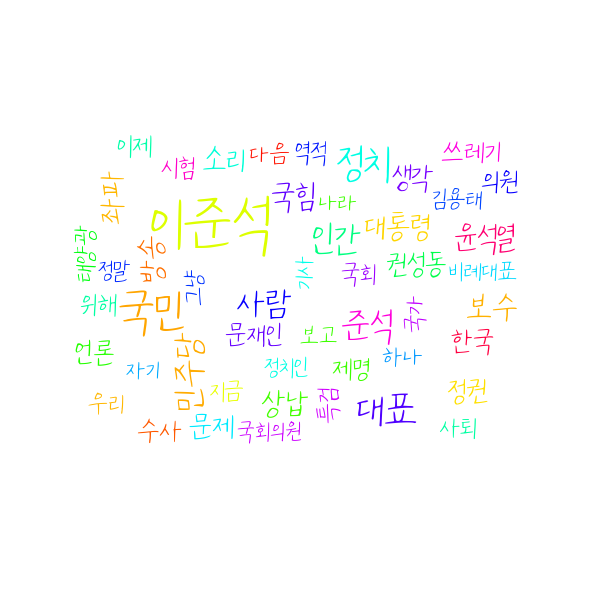 이제
시험
소리
다음
역적
정치
생각
쓰레기
의원
좌파
이준석
국힘
나라
김용태
태양광
정말
방송
그냥
인간
대통령
윤석열
기사
국회
권성동
비례대표
위해
국민
사람
문재인
보고
준석
국가
보수
한국
언론
자기
민주당
정치인
제명
하나
우리
지금
상납
특검
대표
정권
수사
문제
국회의원
사퇴